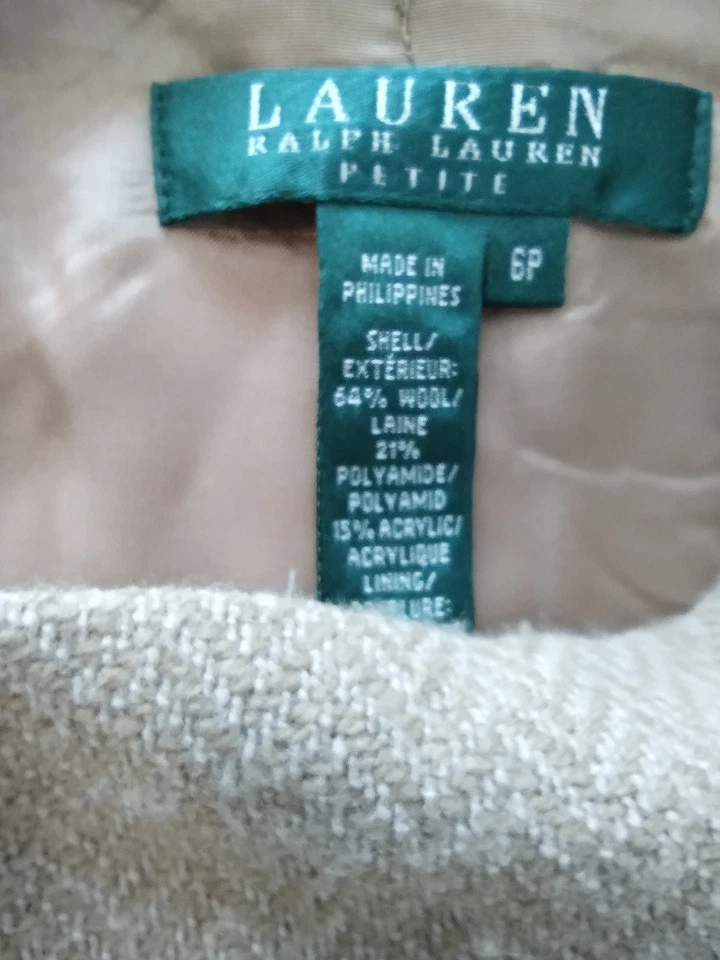 LAUREN
RALPH LAUREN
PETITE
6P
MADE IN
PHILIPPINES
SHELL/
EXTÉRIEUR:
64% WOOL/
LAINE
21%
POLYAMIDE/
POLYAMID
15% ACRYLIC/
ACRYLIQUE
LINING/